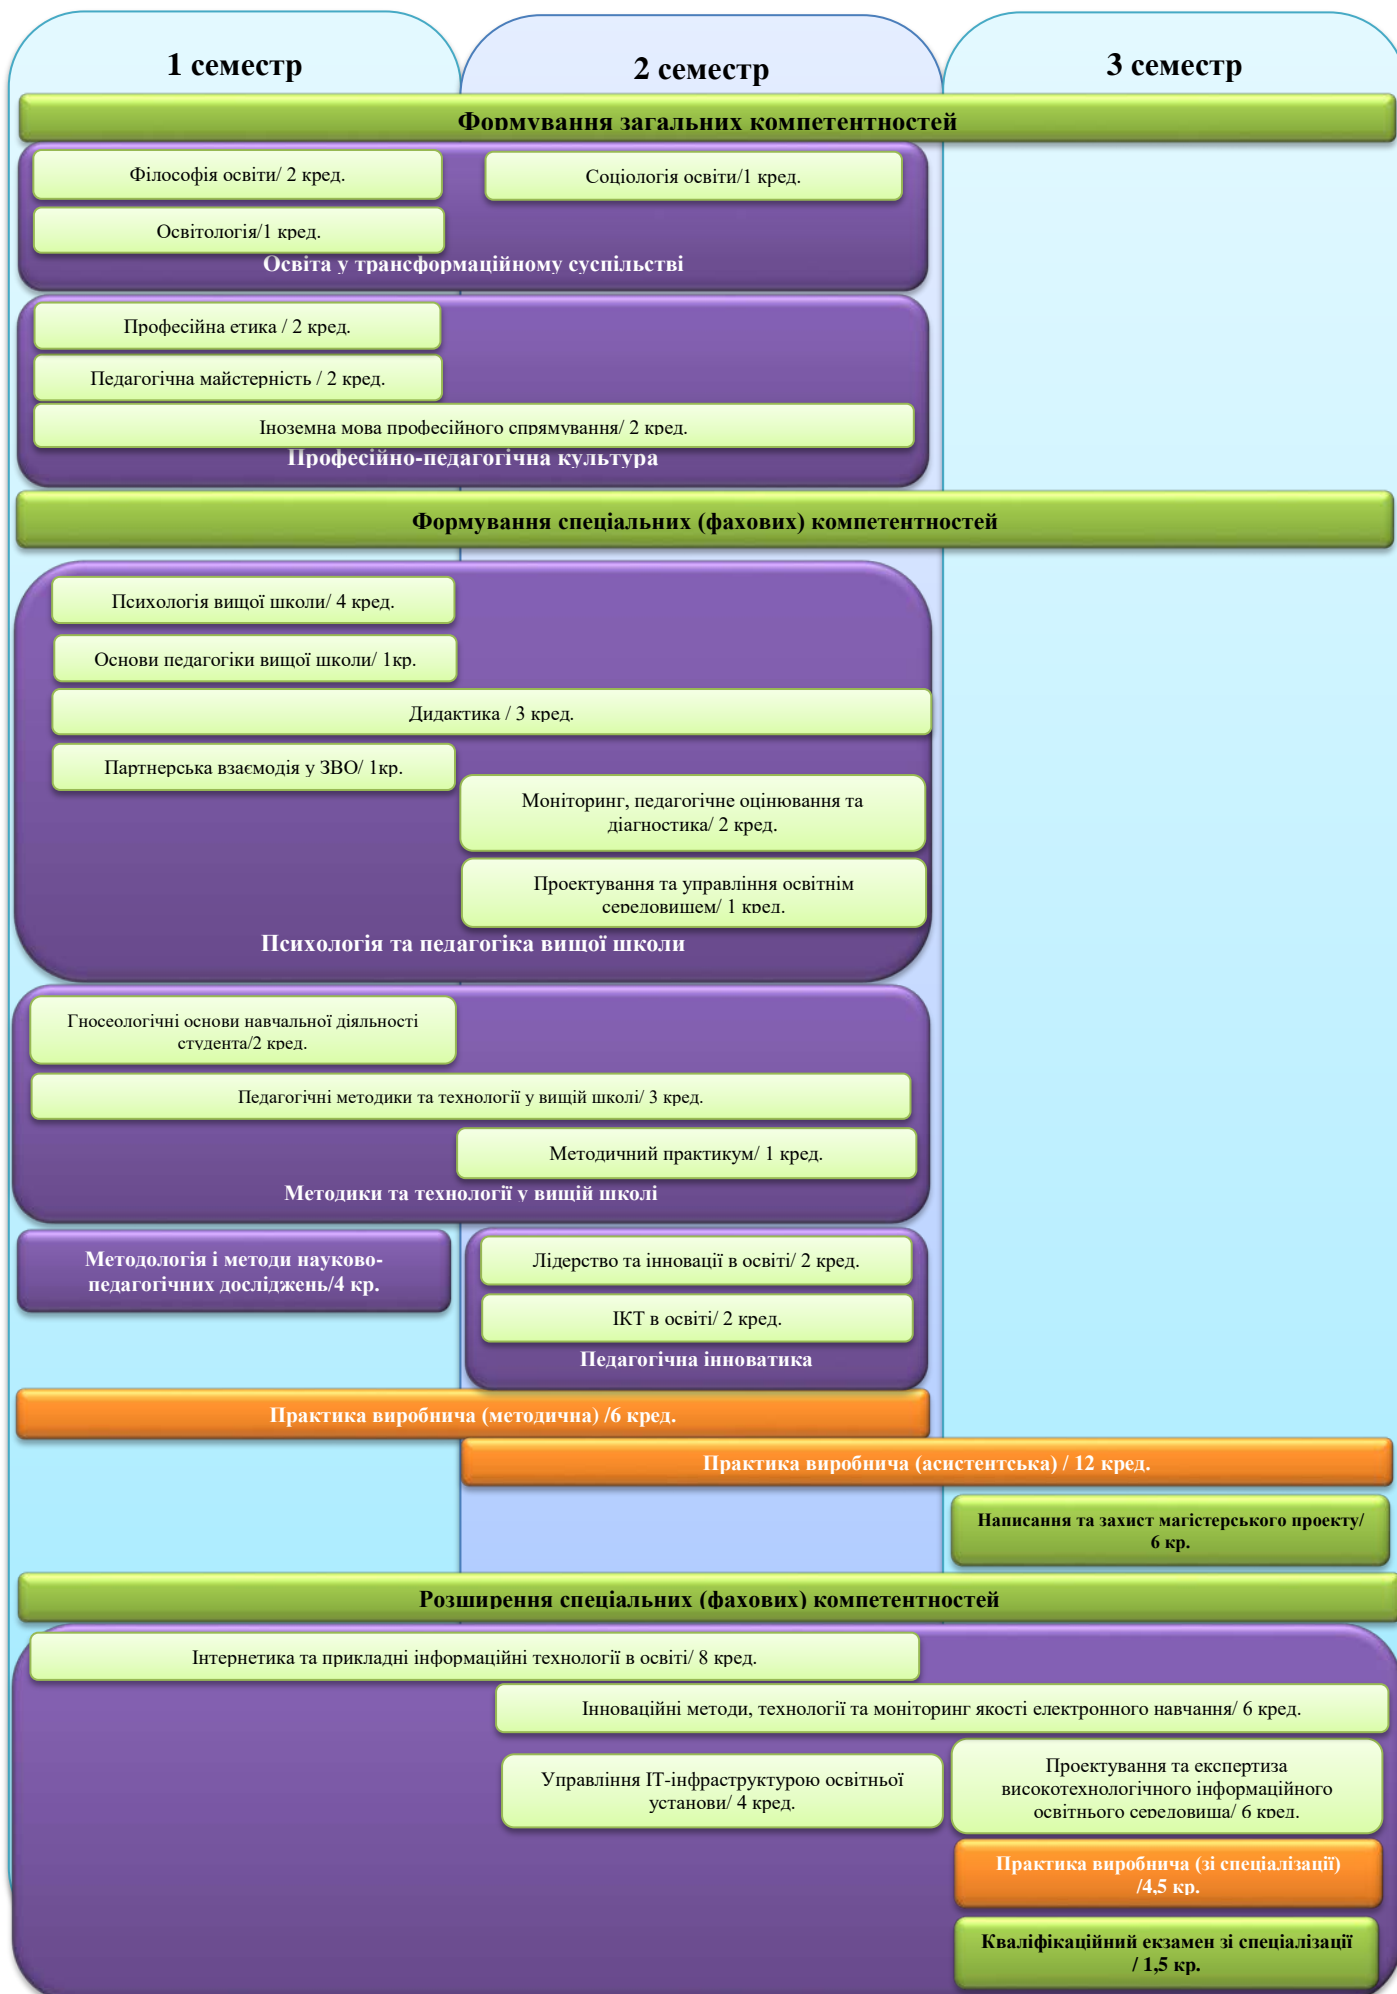 1 семестр
2 семестр
3 семестр
Формування загальних компетентностей
Філософія освіти/ 2 кред.
Соціологія освіти/1 кред.
Освітологія/1 кред.
Освіта у трансформаційному суспільстві
Професійна етика / 2 кред.
Педагогічна майстерність / 2 кред.
Іноземна мова професійного спрямування/ 2 кред.
Професійно-педагогічна культура
Формування спеціальних (фахових) компетентностей
Психологія вищої школи/ 4 кред.
Основи педагогіки вищої школи/ 1кр.
Дидактика / 3 кред.
Партнерська взаємодія у ЗВО/ 1кр.
Моніторинг, педагогічне оцінювання та
діагностика/ 2 кред.
Проектування та управління освітнім
середовищем/ 1 кред.
Психологія та педагогіка вищої школи
Гносеологічні основи навчальної діяльності
студента/2 кред.
Педагогічні методики та технології у вищій школі/ 3 кред.
Методичний практикум/ 1 кред.
Методики та технології у вищій школі
Методологія і методи науково-
педагогічних досліджень/4 кр.
Лідерство та інновації в освіті/ 2 кред.
ІКТ в освіті/ 2 кред.
Педагогічна інноватика
Практика виробнича (методична) /6 кред.
Практика виробнича (асистентська) / 12 кред.
Написання та захист магістерського проекту/
6 кр.
Розширення спеціальних (фахових) компетентностей
Інтернетика та прикладні інформаційні технології в освіті/ 8 кред.
Інноваційні методи, технології та моніторинг якості електронного навчання/ 6 кред.
Управління ІТ-інфраструктурою освітньої
установи/ 4 кред.
Проектування та експертиза
високотехнологічного інформаційного
освітнього середовища/ 6 кред.
Практика виробнича (зі спеціалізації)
/4,5 кр.
Кваліфікаційний екзамен зі спеціалізації
/ 1,5 кр.